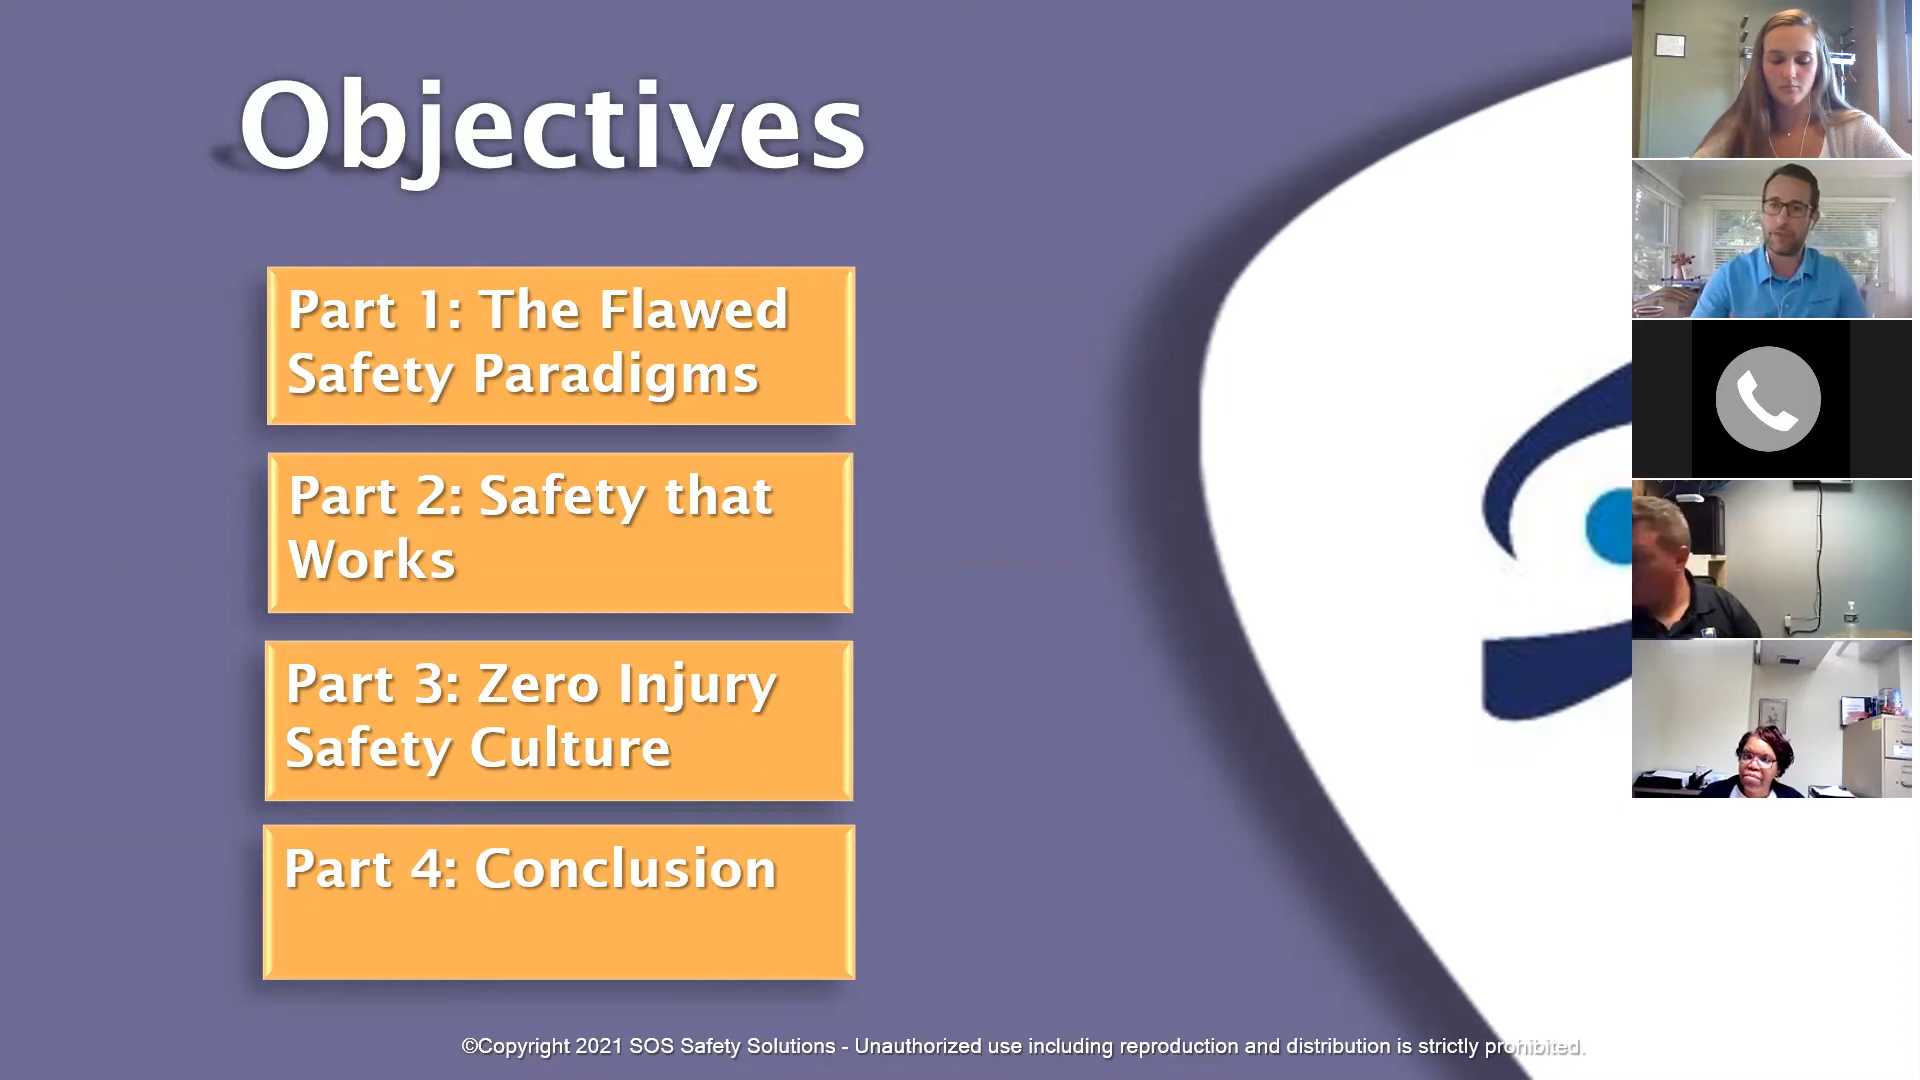 Objectives
Part 1: The Flawed
Safety Paradigms
Part 2: Safety that
Works
Part 3: Zero Injury
Safety Culture
Part 4: Conclusion
©Copyright 2021 SOS Safety Solutions - Unauthorized use including reproduction and distribution is strictly prohibited.